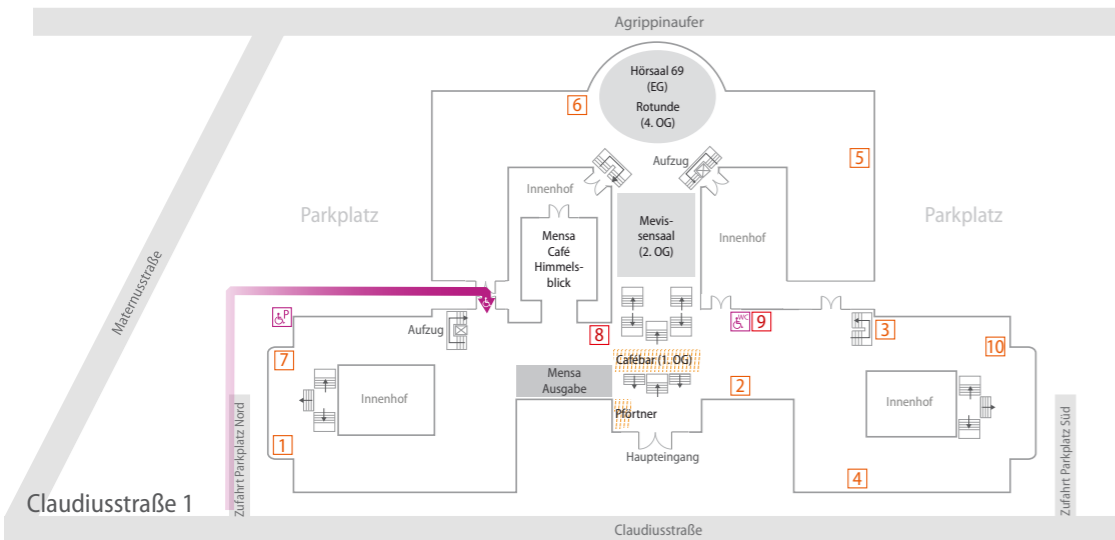 Agrippinaufer
Hörsaal 69
(EG)
Rotunde
(4. OG)
6
5
Aufzug
Innenhof
Parkplatz
Mensa
Café
Himmels-
blick
Mevis-
sensaal
(2. OG)
Innenhof
Parkplatz
Maternusstraße
P
Aufzug
8
WC
9
3
10
7
Cafébar (1. OG)
Mensa
Ausgabe
2
Innenhof
Innenhof
Pförtner
1
Haupteingang
4
Zufahrt Parkplatz Nord
Zufahrt Parkplatz Süd
Claudiusstraße 1
Claudiusstraße